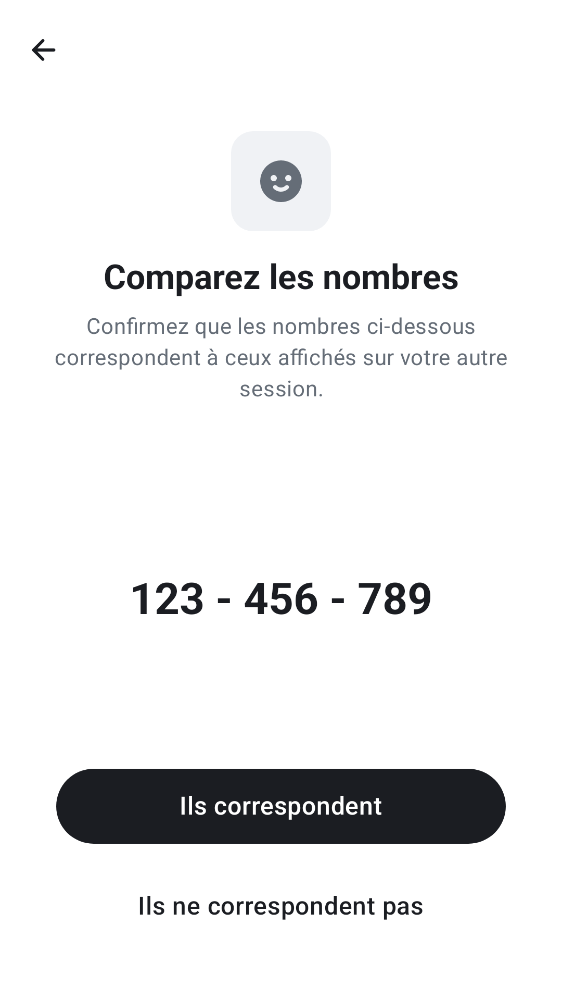 Comparez les nombres
Confirmez que les nombres ci-dessous
correspondent à ceux affichés sur votre autre
session.
123 - 456 - 789
Ils correspondent
Ils ne correspondent pas